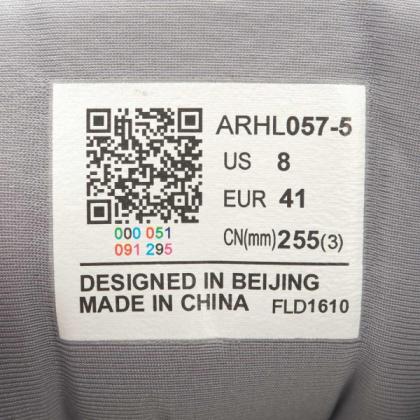 ARHL057-5
US 8
EUR 41
000 051
091 295
CN(mm)255(3)
DESIGNED IN BEIJING
MADE IN CHINA FLD1610